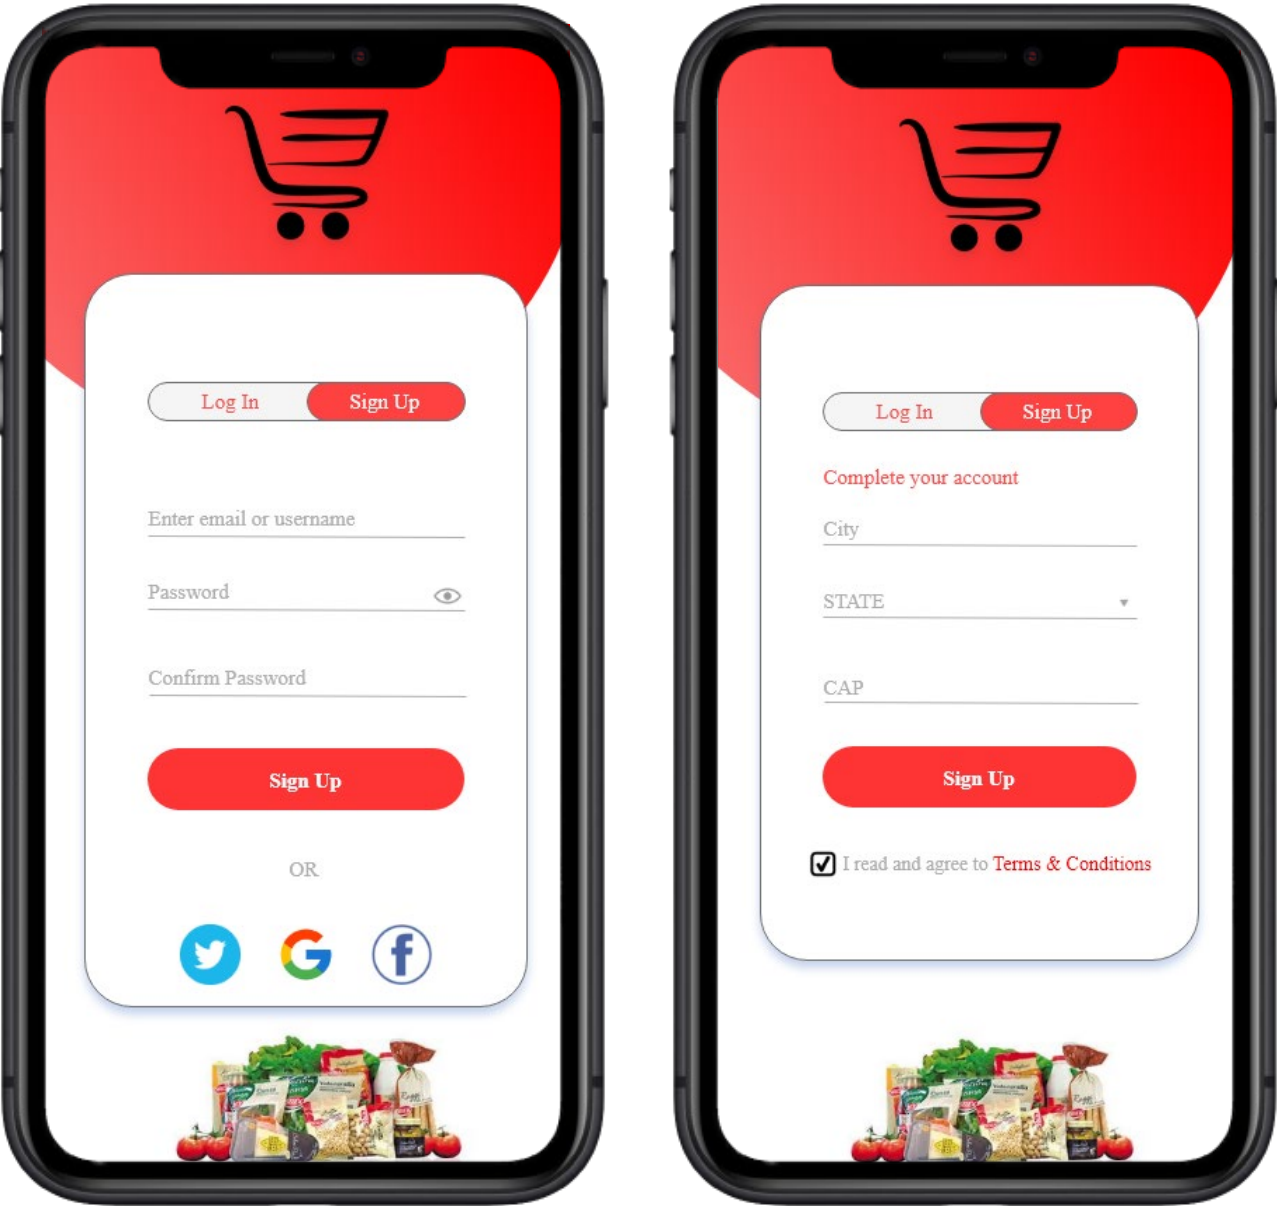 Log In Sign Up
Enter email or username
Password
Confirm Password
Sign Up
OR
Log In Sign Up
Complete your account
City
STATE
CAP
Sign Up
I read and agree to Terms & Conditions